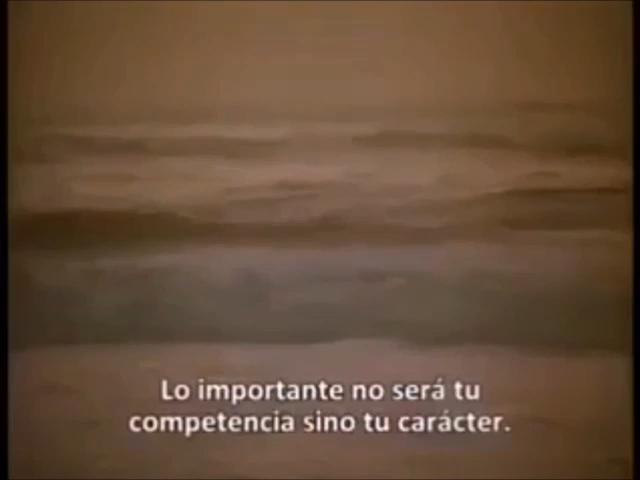 Lo importante no será tu
competencia sino tu carácter.